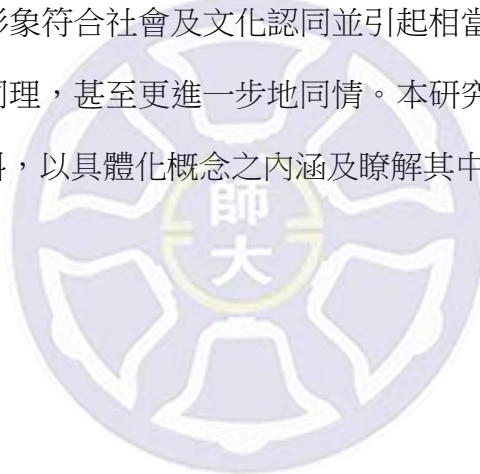 形象符合社會及文化認同並引起相當
同理，甚至更進一步地同情。本研究
，以具體化概念之內涵及瞭解其中
師
大